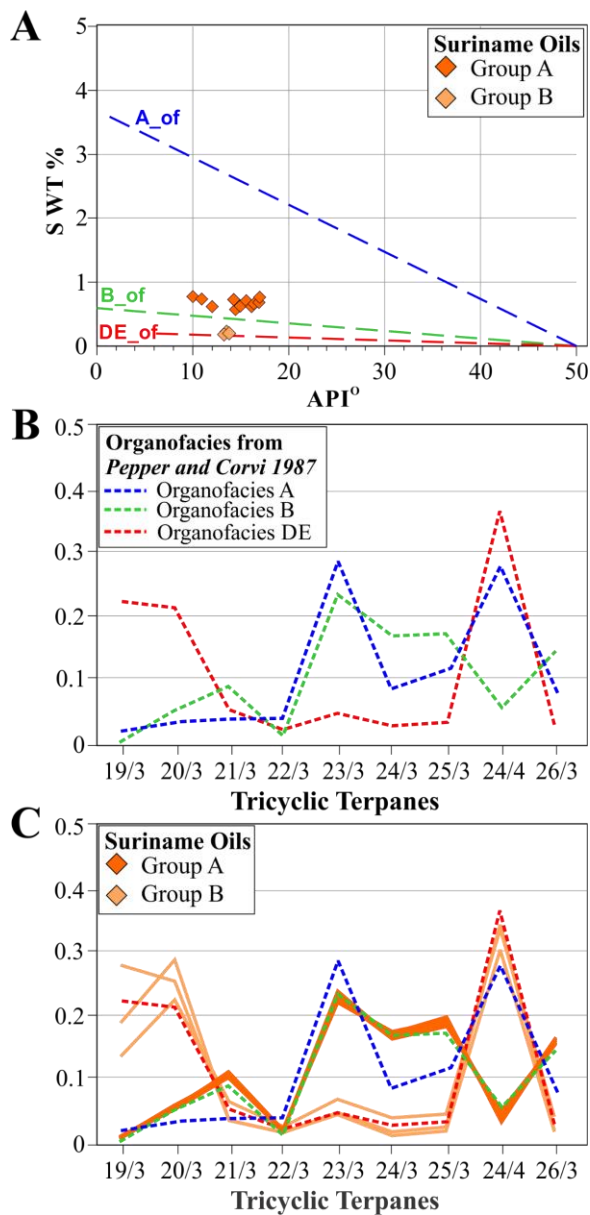 A
5
4
3
2
1
0
S WT %
A_of
B_of
DE_of
Suriname Oils
Group A
Group B
0 10 20 30 40 50
API°
B
0.5
0.4
0.3
0.2
0.1
0
Organofacies from
Pepper and Corvi 1987
Organofacies A
Organofacies B
Organofacies DE
19/3 20/3 21/3 22/3 23/3 24/3 25/3 24/4 26/3
Tricyclic Terpanes
C
0.5
0.4
0.3
0.2
0.1
0
Suriname Oils
Group A
Group B
19/3 20/3 21/3 22/3 23/3 24/3 25/3 24/4 26/3
Tricyclic Terpanes